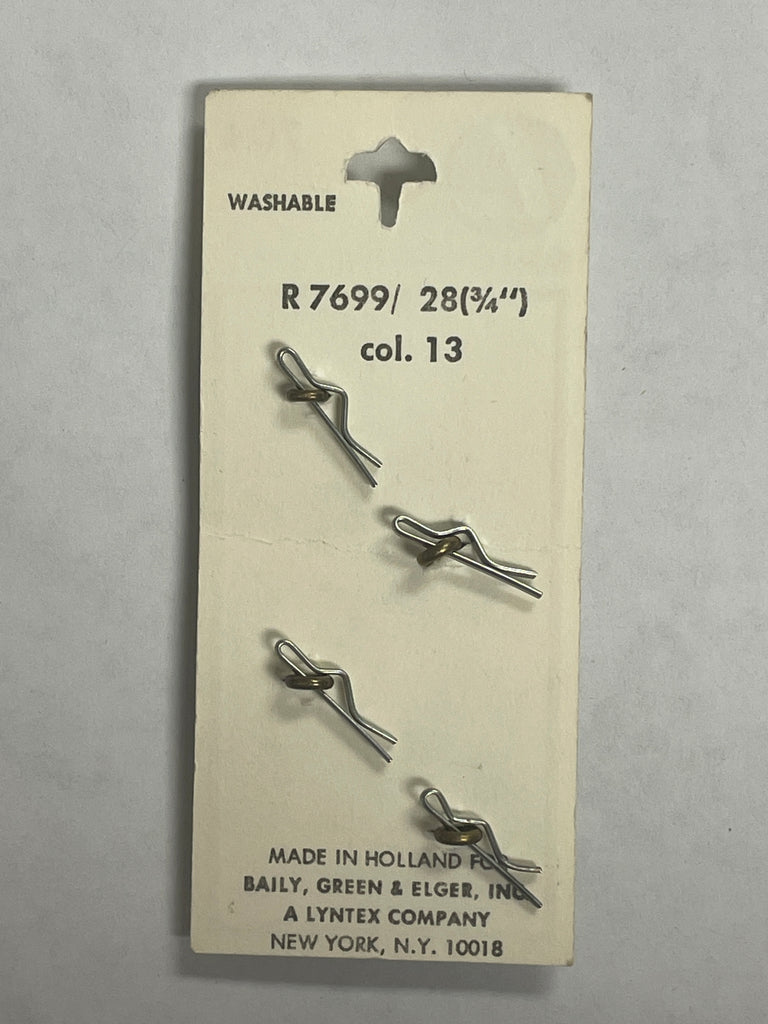 WASHABLE
R 7699/ 28(¾")
col. 13
MADE IN HOLLAND FOR
BAILY, GREEN & ELGER, INC.
A LYNTEX COMPANY
NEW YORK, N.Y. 10018